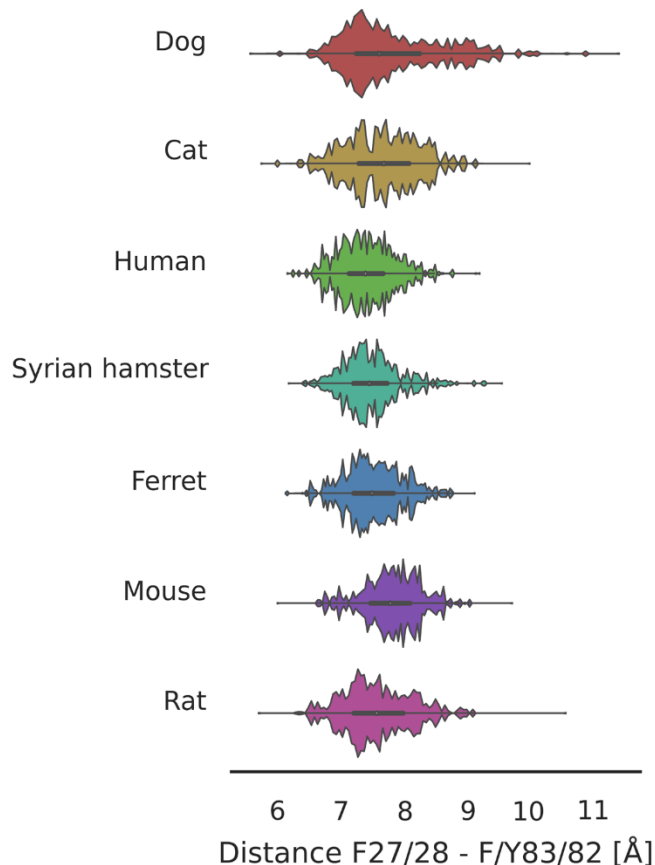 Dog
Cat
Human
Syrian hamster
Ferret
Mouse
Rat
6 7 8 9 10 11
Distance F27/28 - F/Y83/82 [Å]